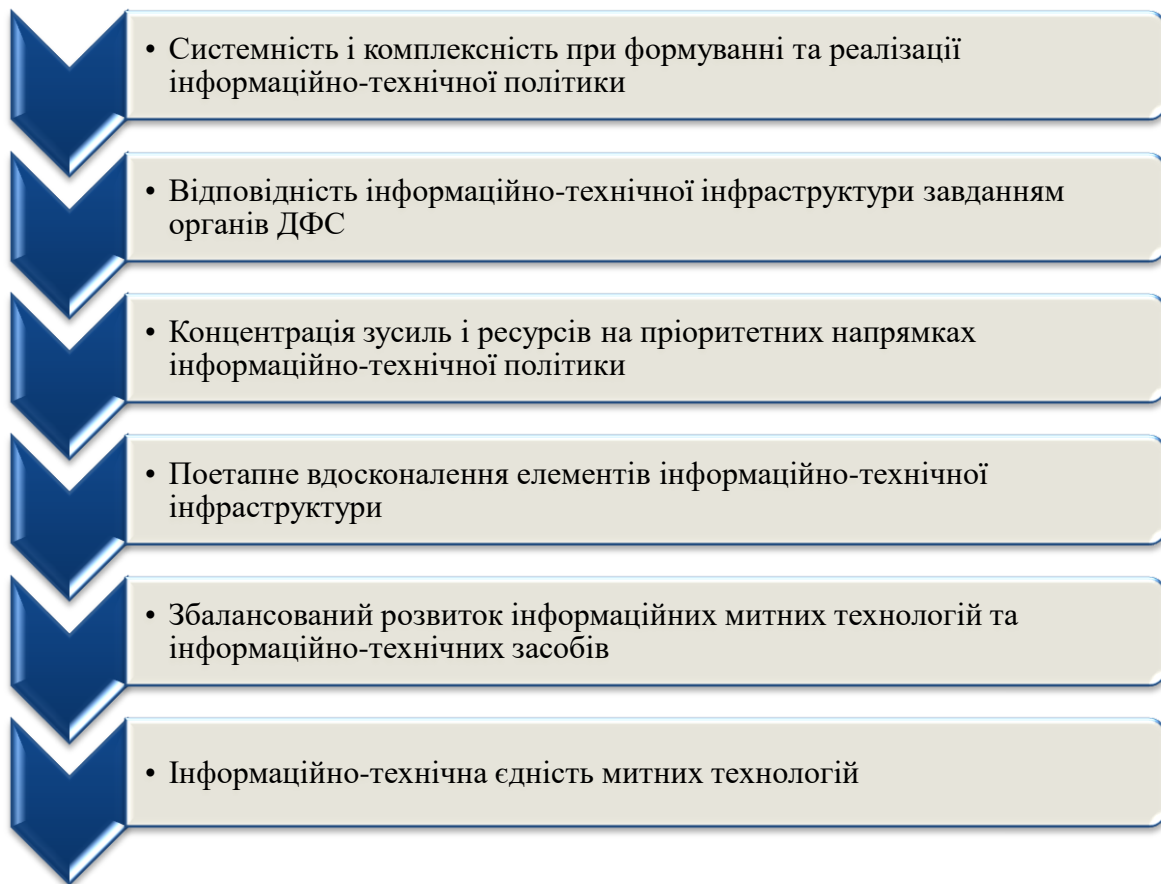 • Системність і комплексність при формуванні та реалізації
інформаційно-технічної політики
• Відповідність інформаційно-технічної інфраструктури завданням
органів ДФС
• Концентрація зусиль і ресурсів на пріоритетних напрямках
інформаційно-технічної політики
• Поетапне вдосконалення елементів інформаційно-технічної
інфраструктури
• Збалансований розвиток інформаційних митних технологій та
інформаційно-технічних засобів
• Інформаційно-технічна єдність митних технологій